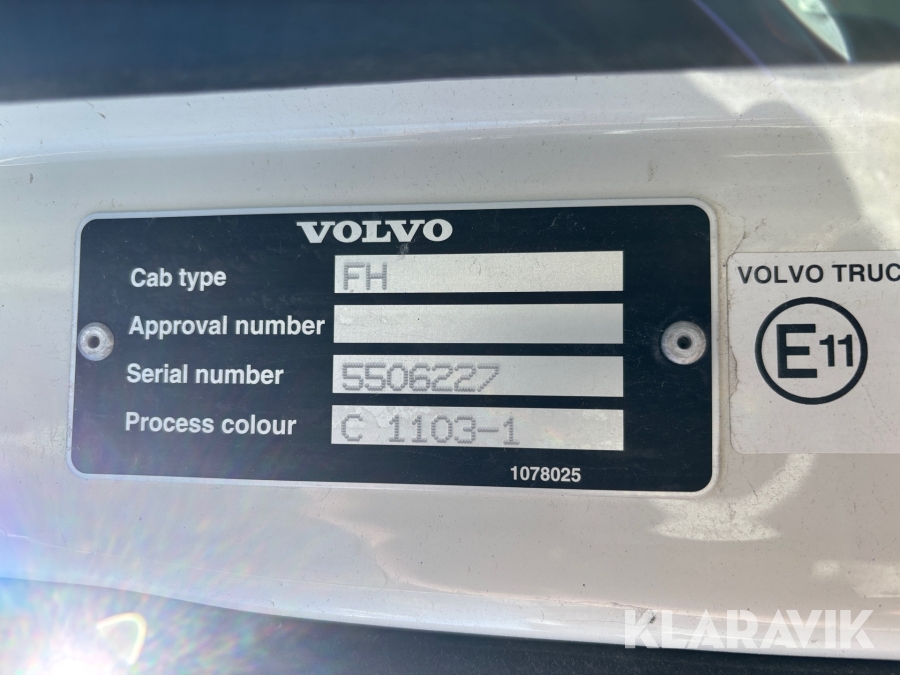 VOLVO
Cab type FH
Approval number
Serial number 5506227
Process colour C 1103-1
1078025
VOLVO TRUC
E11
KLARAVIK